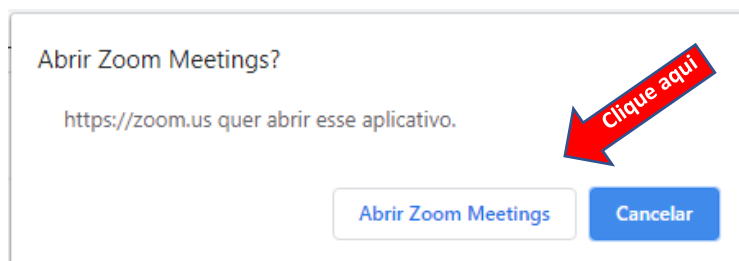 Abrir Zoom Meetings?
Clique aqui
https://zoom.us quer abrir esse aplicativo.
Abrir Zoom Meetings
Cancelar